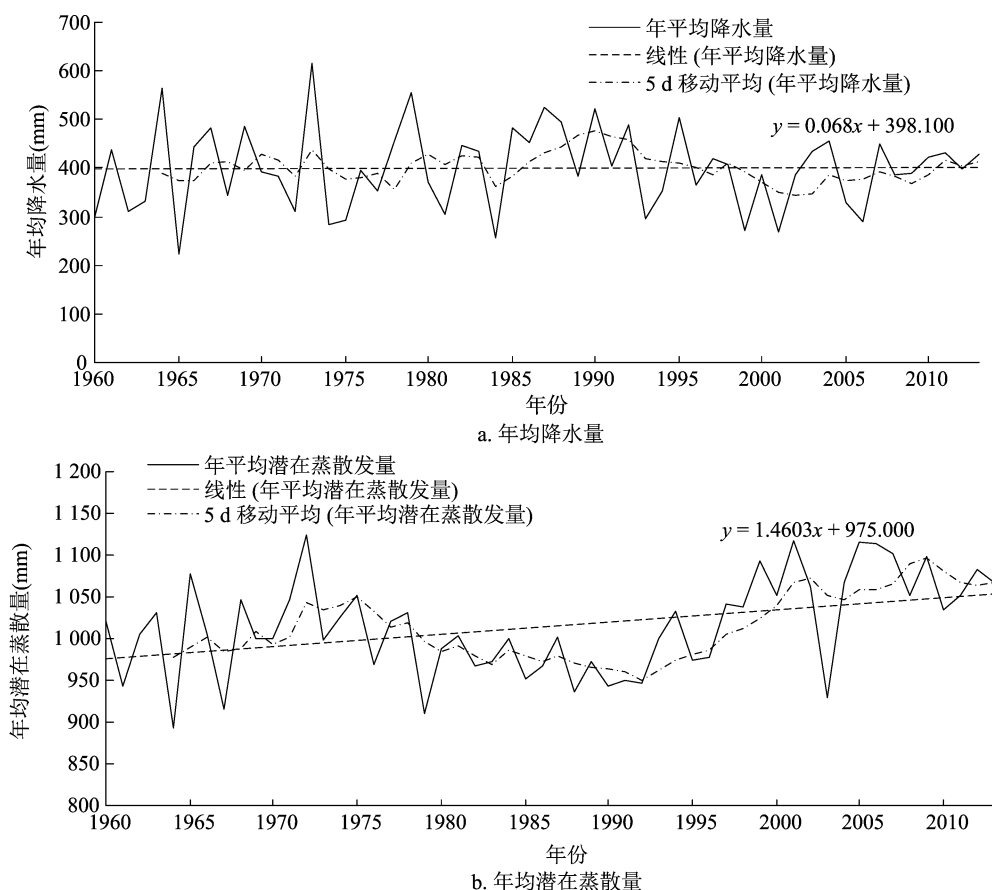 700
600
500
400
300
200
100
0
年均降水量(mm)
年平均降水量
线性 (年平均降水量)
5 d 移动平均 (年平均降水量)
y = 0.068x + 398.100
1960 1965 1970 1975 1980 1985 1990 1995 2000 2005 2010
年份
a. 年均降水量
1 200
1 150
1 100
1 050
1 000
950
900
850
800
年均潜在蒸散量(mm)
年平均潜在蒸散发量
线性 (年平均潜在蒸散发量)
5 d 移动平均 (年平均潜在蒸散发量)
y = 1.4603x + 975.000
1960 1965 1970 1975 1980 1985 1990 1995 2000 2005 2010
年份
b. 年均潜在蒸散量